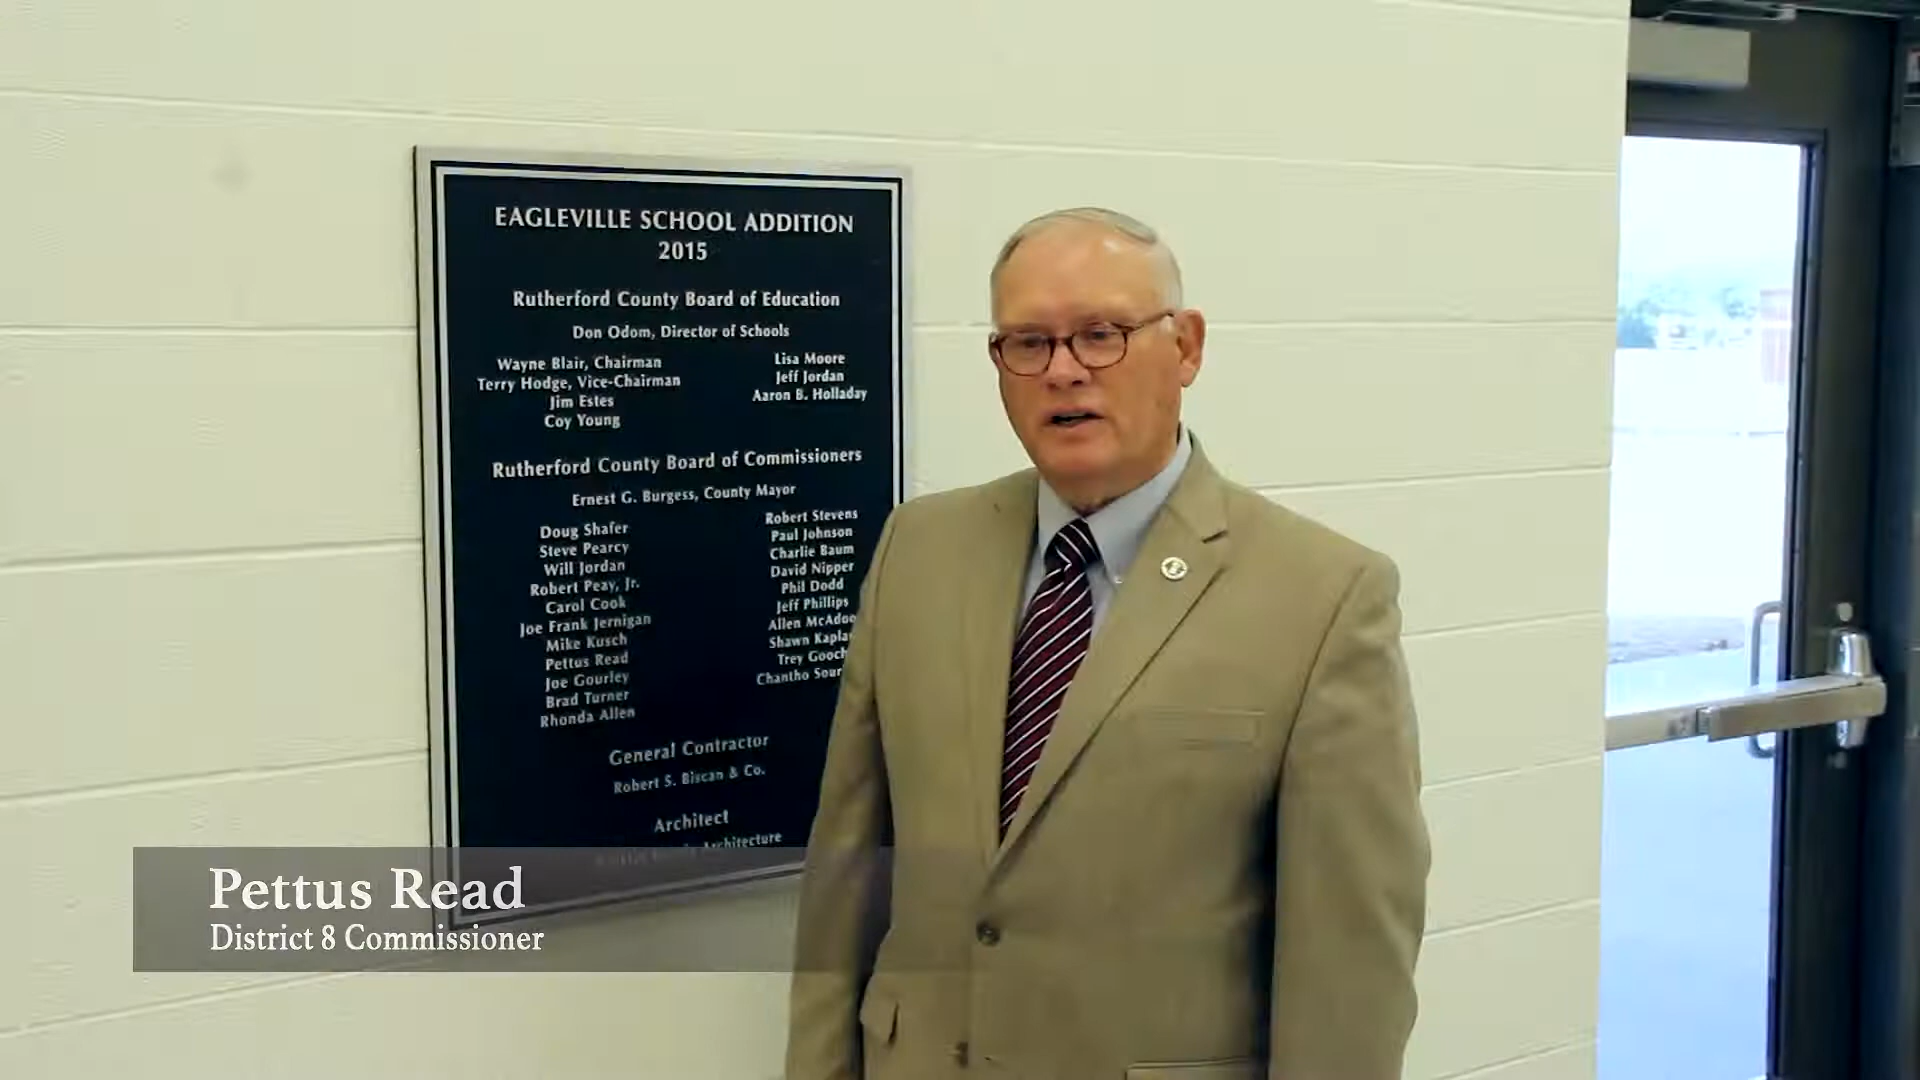 EAGLEVILLE SCHOOL ADDITION
2015
Rutherford County Board of Education
Don Odom, Director of Schools
Wayne Blair, Chairman
Terry Hodge, Vice-Chairman
Jim Estes
Coy Young
Lisa Moore
Jeff Jordan
Aaron B. Holladay
Rutherford County Board of Commissioners
Ernest G. Burgess, County Mayor
Doug Shafer
Steve Pearcy
Will Jordan
Robert Peay, Jr.
Carol Cook
Joe Frank Jernigan
Mike Kusch
Pettus Read
Joe Gourley
Brad Turner
Rhonda Allen
Robert Stevens
Paul Johnson
Charlie Baum
David Nipper
Phil Dodd
Jeff Phillips
Allen McAdoo
Shawn
Trey Gooch
Chantho
General Contractor
Robert S. Biscan & Co.
Architect
Architecture
Pettus Read
District 8 Commissioner